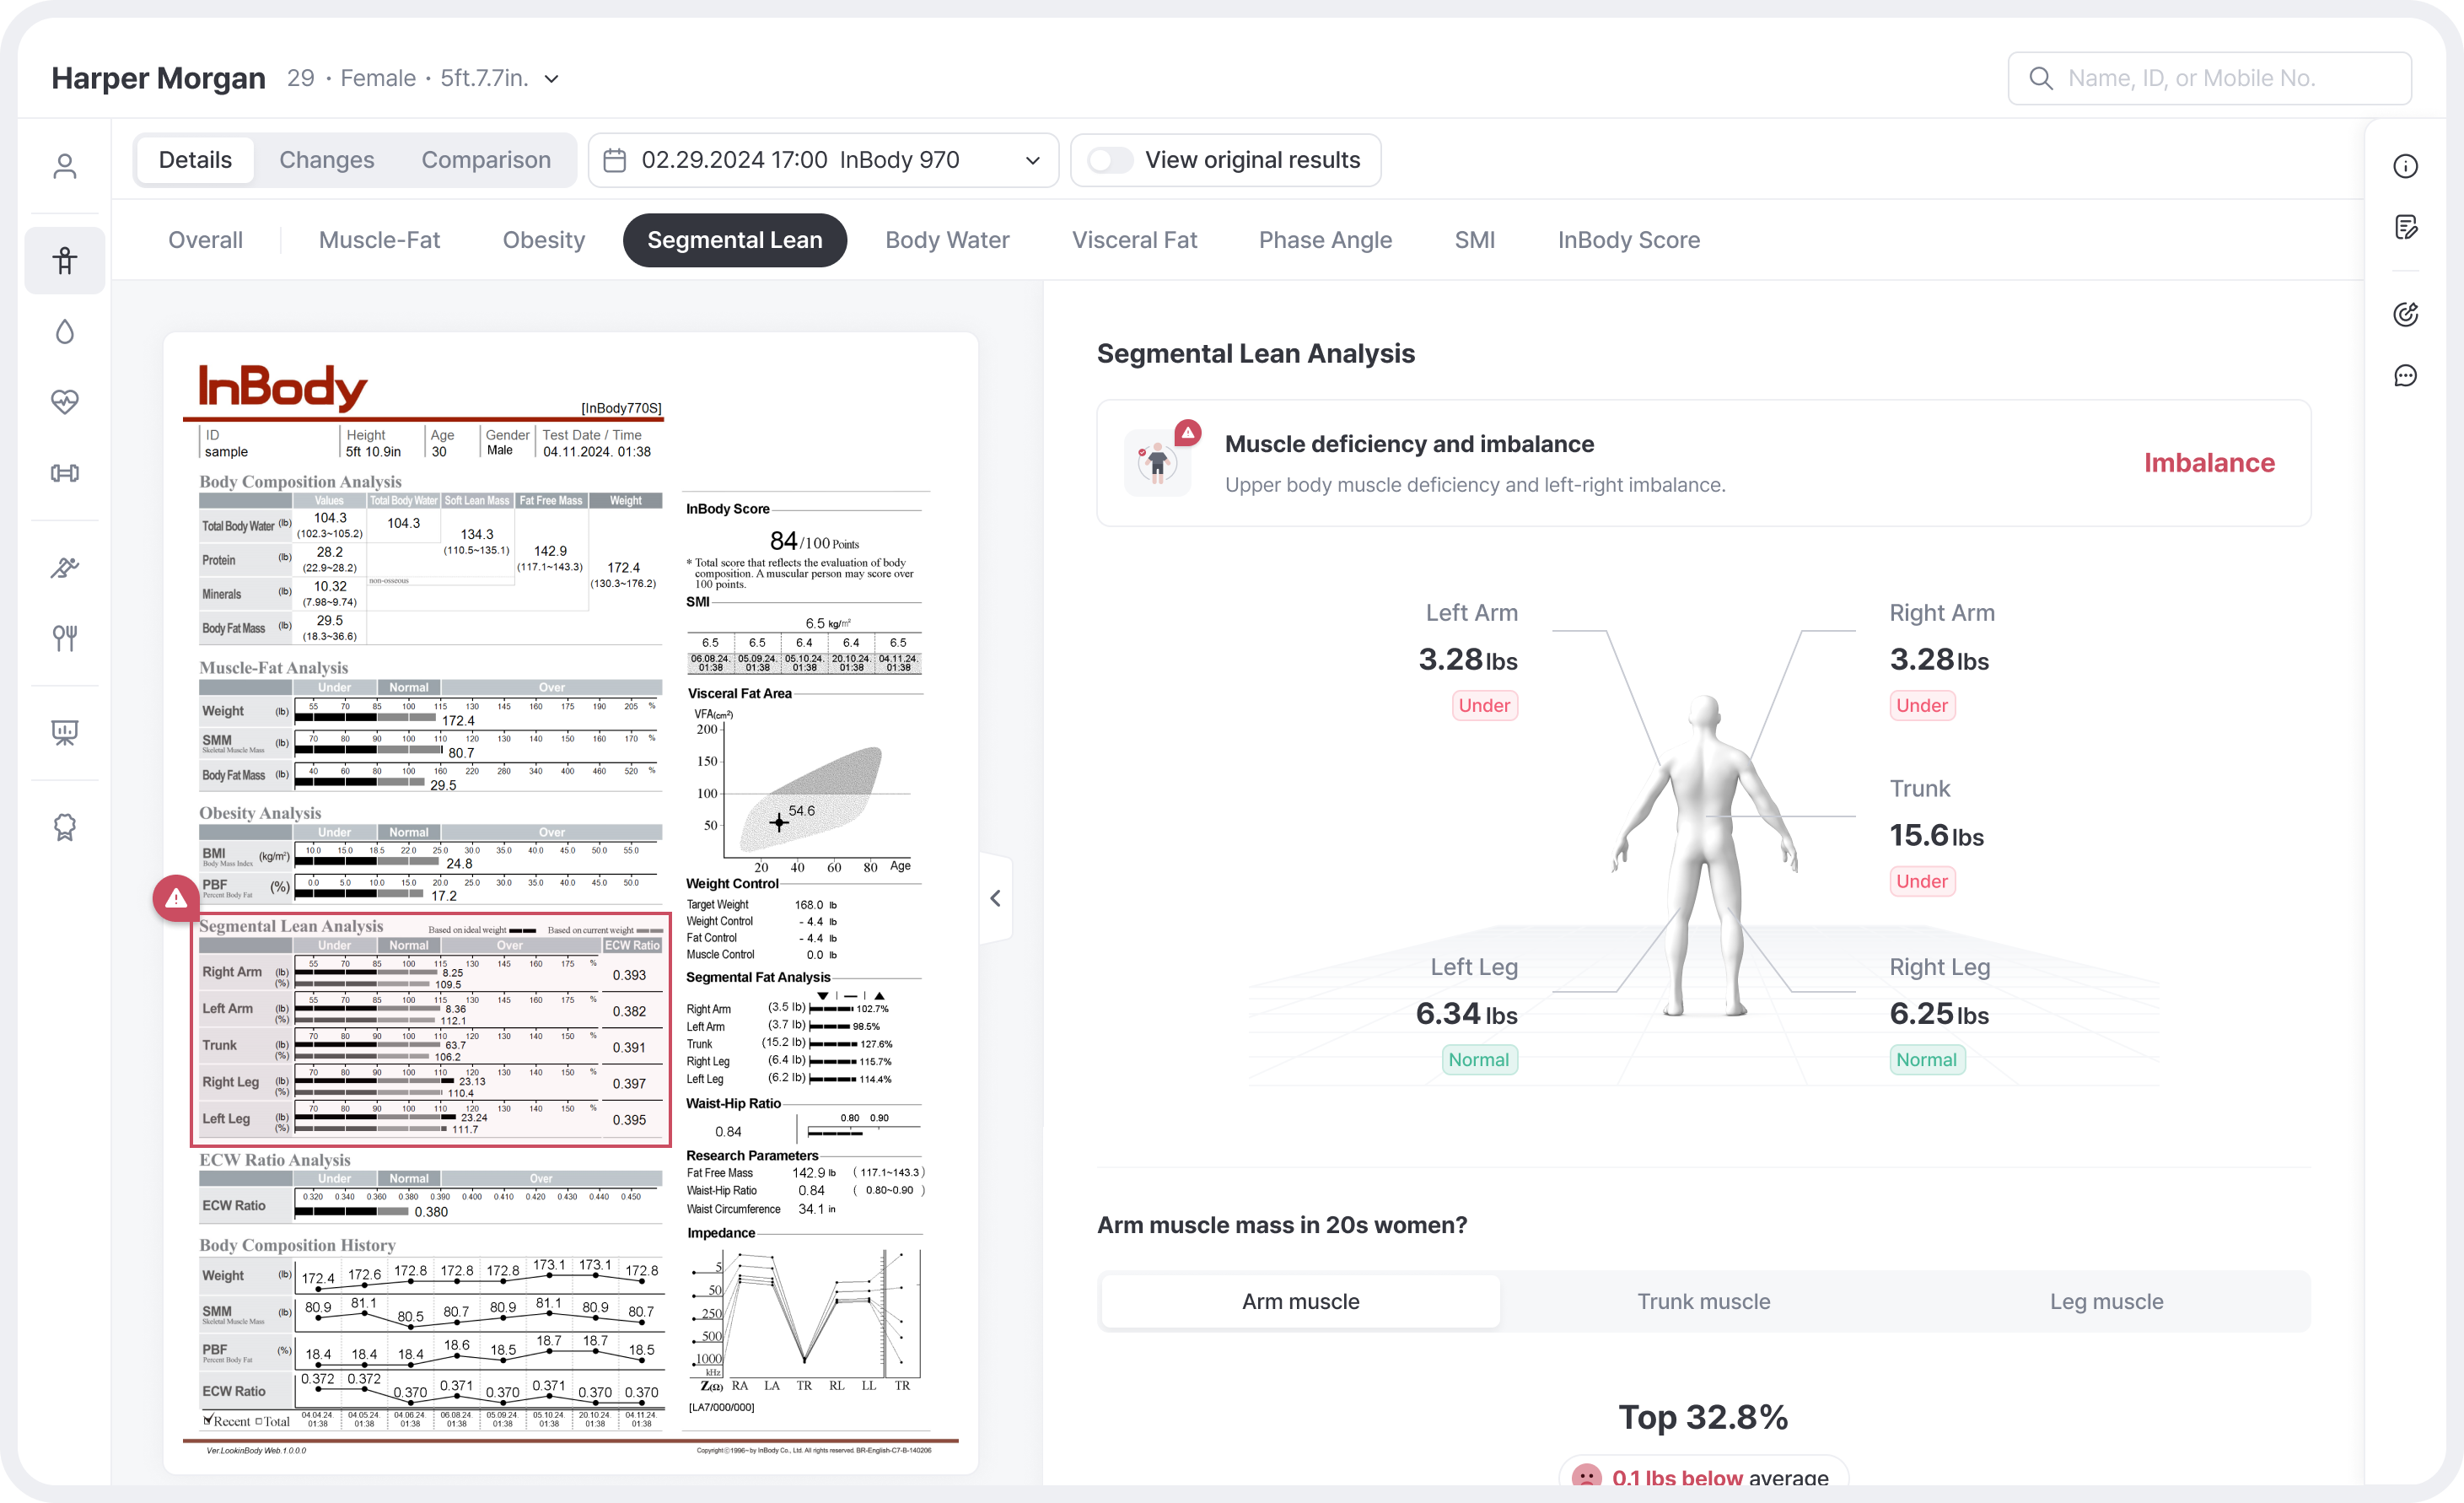 Harper Morgan 29 · Female · 5ft.7.7in.
Name, ID, or Mobile No.
Details Changes Comparison 02.29.2024 17:00 InBody 970 View original results
Overall Muscle-Fat Obesity Segmental Lean Body Water Visceral Fat Phase Angle SMI InBody Score
InBody
[InBody770S]
ID Height Age Gender Test Date / Time
sample 5ft 10.9in 30 Male 04.11.2024. 01:38
Body Composition Analysis
Values Total Body Water Soft Lean Mass Fat Free Mass Weight
Total Body Water (lb) 104.3 (102.3~105.2) 104.3 134.3 (110.5~135.1) 142.9 (117.1~143.3) 172.4 (130.3~176.2)
Protein (lb) 28.2 (22.9~28.2)
Minerals (lb) 10.32 (7.98~9.74) non-osseous
Body Fat Mass (lb) 29.5 (18.3~36.6)
Muscle-Fat Analysis
Under Normal Over
Weight (lb) 55 70 85 100 115 130 145 160 175 190 205 %
172.4
SMM (lb) 70 80 90 100 110 120 130 140 150 160 170 %
Skeletal Muscle Mass 80.7
Body Fat Mass (lb) 40 60 80 100 160 220 280 340 400 460 520 %
29.5
Obesity Analysis
Under Normal Over
BMI (kg/m²) 10.0 15.0 18.5 22.0 25.0 30.0 35.0 40.0 45.0 50.0 55.0
Body Mass Index 24.8
PBF (%) 0.0 5.0 10.0 15.0 20.0 25.0 30.0 35.0 40.0 45.0 50.0
Percent Body Fat 17.2
Segmental Lean Analysis Based on ideal weight Based on current weight
Under Normal Over ECW Ratio
Right Arm (lb) (%) 55 70 85 100 115 130 145 160 175 %
8.25
109.5 0.393
Left Arm (lb) (%) 55 70 85 100 115 130 145 160 175 %
8.36
112.1 0.382
Trunk (lb) (%) 70 80 90 100 110 120 130 140 150 %
63.7
106.2 0.391
Right Leg (lb) (%) 70 80 90 100 110 120 130 140 150 %
23.13
110.4 0.397
Left Leg (lb) (%) 70 80 90 100 110 120 130 140 150 %
23.24
111.7 0.395
ECW Ratio Analysis
Under Normal Over
ECW Ratio 0.320 0.340 0.360 0.380 0.390 0.400 0.410 0.420 0.430 0.440 0.450
0.380
Body Composition History
Weight (lb) 172.4 172.6 172.8 172.8 172.8 173.1 173.1 172.8
SMM (lb) 80.9 81.1 80.5 80.7 80.9 81.1 80.9 80.7
Skeletal Muscle Mass
PBF (%) 18.4 18.4 18.4 18.6 18.5 18.7 18.7 18.5
Percent Body Fat
ECW Ratio 0.372 0.372 0.370 0.371 0.370 0.371 0.370 0.370
Recent Total 04.04.24. 04.05.24. 04.06.24. 06.08.24. 05.09.24. 05.10.24. 20.10.24. 04.11.24.
01:38 01:38 01:38 01:38 01:38 01:38 01:38 01:38
InBody Score
84/100 Points
* Total score that reflects the evaluation of body
composition. A muscular person may score over
100 points.
SMI
6.5 kg/m²
6.5 6.5 6.4 6.4 6.5
06.08.24. 05.09.24. 05.10.24. 20.10.24. 04.11.24.
01:38 01:38 01:38 01:38 01:38
Visceral Fat Area
VFA(cm²)
200
150
100
50
54.6
20 40 60 80 Age
Weight Control
Target Weight 168.0 lb
Weight Control - 4.4 lb
Fat Control - 4.4 lb
Muscle Control 0.0 lb
Segmental Fat Analysis
Right Arm (3.5 lb) 102.7%
Left Arm (3.7 lb) 98.5%
Trunk (15.2 lb) 127.6%
Right Leg (6.4 lb) 115.7%
Left Leg (6.2 lb) 114.4%
Waist-Hip Ratio
0.80 0.90
0.84
Research Parameters
Fat Free Mass 142.9 lb ( 117.1~143.3 )
Waist-Hip Ratio 0.84 ( 0.80~0.90 )
Waist Circumference 34.1 in
Impedance
5
50
250
500
1000
kHz
Z(Ω) RA LA TR RL LL TR
[LA7/000/000]
Ver.LookinBody Web.1.0.0.0 Copyright©1996~ by InBody Co., Ltd. All rights reserved. BR-English-C7-B-140206
Segmental Lean Analysis
Muscle deficiency and imbalance
Upper body muscle deficiency and left-right imbalance.
Imbalance
Left Arm
3.28 lbs
Under
Right Arm
3.28 lbs
Under
Trunk
15.6 lbs
Under
Left Leg
6.34 lbs
Normal
Right Leg
6.25 lbs
Normal
Arm muscle mass in 20s women?
Arm muscle Trunk muscle Leg muscle
Top 32.8%
0.1 lbs below average